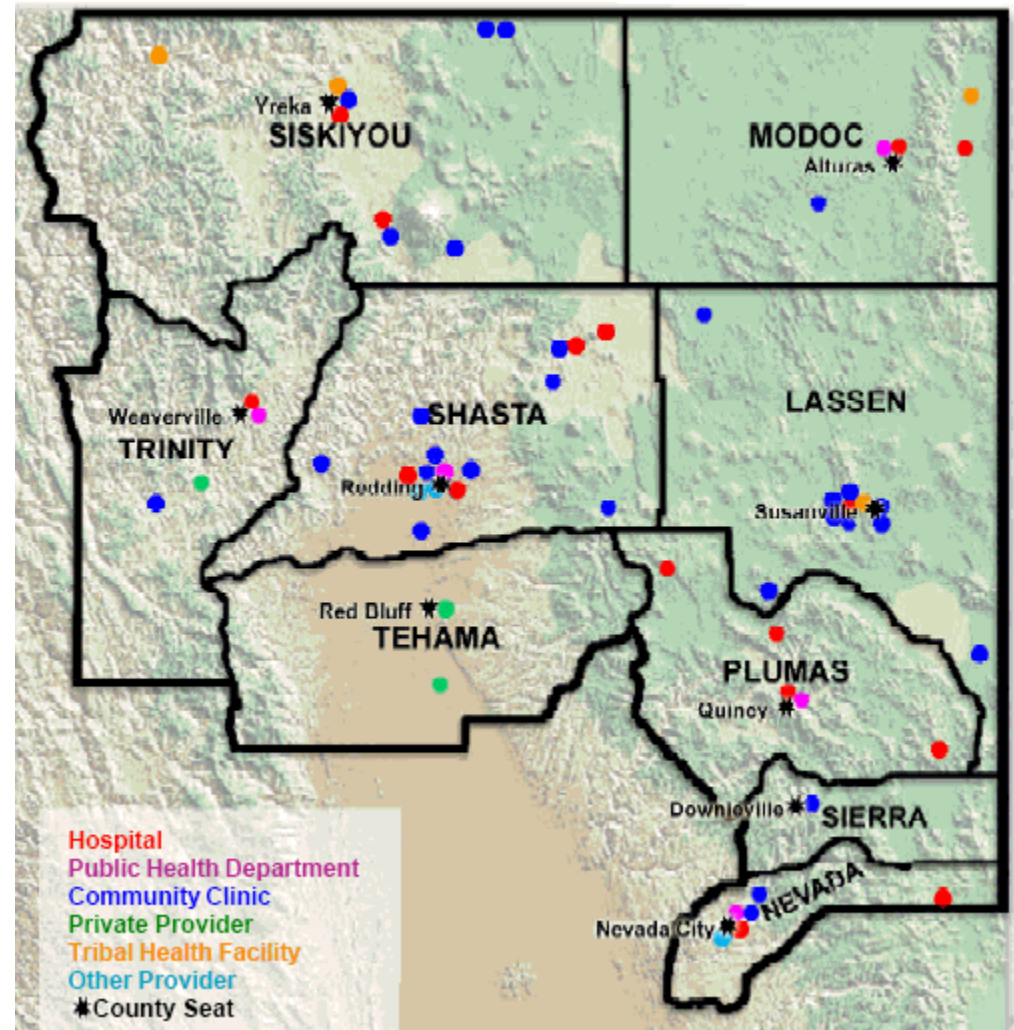 Yreka
SISKIYOU
MODOC
Alturas
LASSEN
SHASTA
Weaverville
TRINITY
Redding
Susanville
Red Bluff
TEHAMA
PLUMAS
Quincy
Downieville
SIERRA
NEVADA
Nevada City
Hospital
Public Health Department
Community Clinic
Private Provider
Tribal Health Facility
Other Provider
County Seat